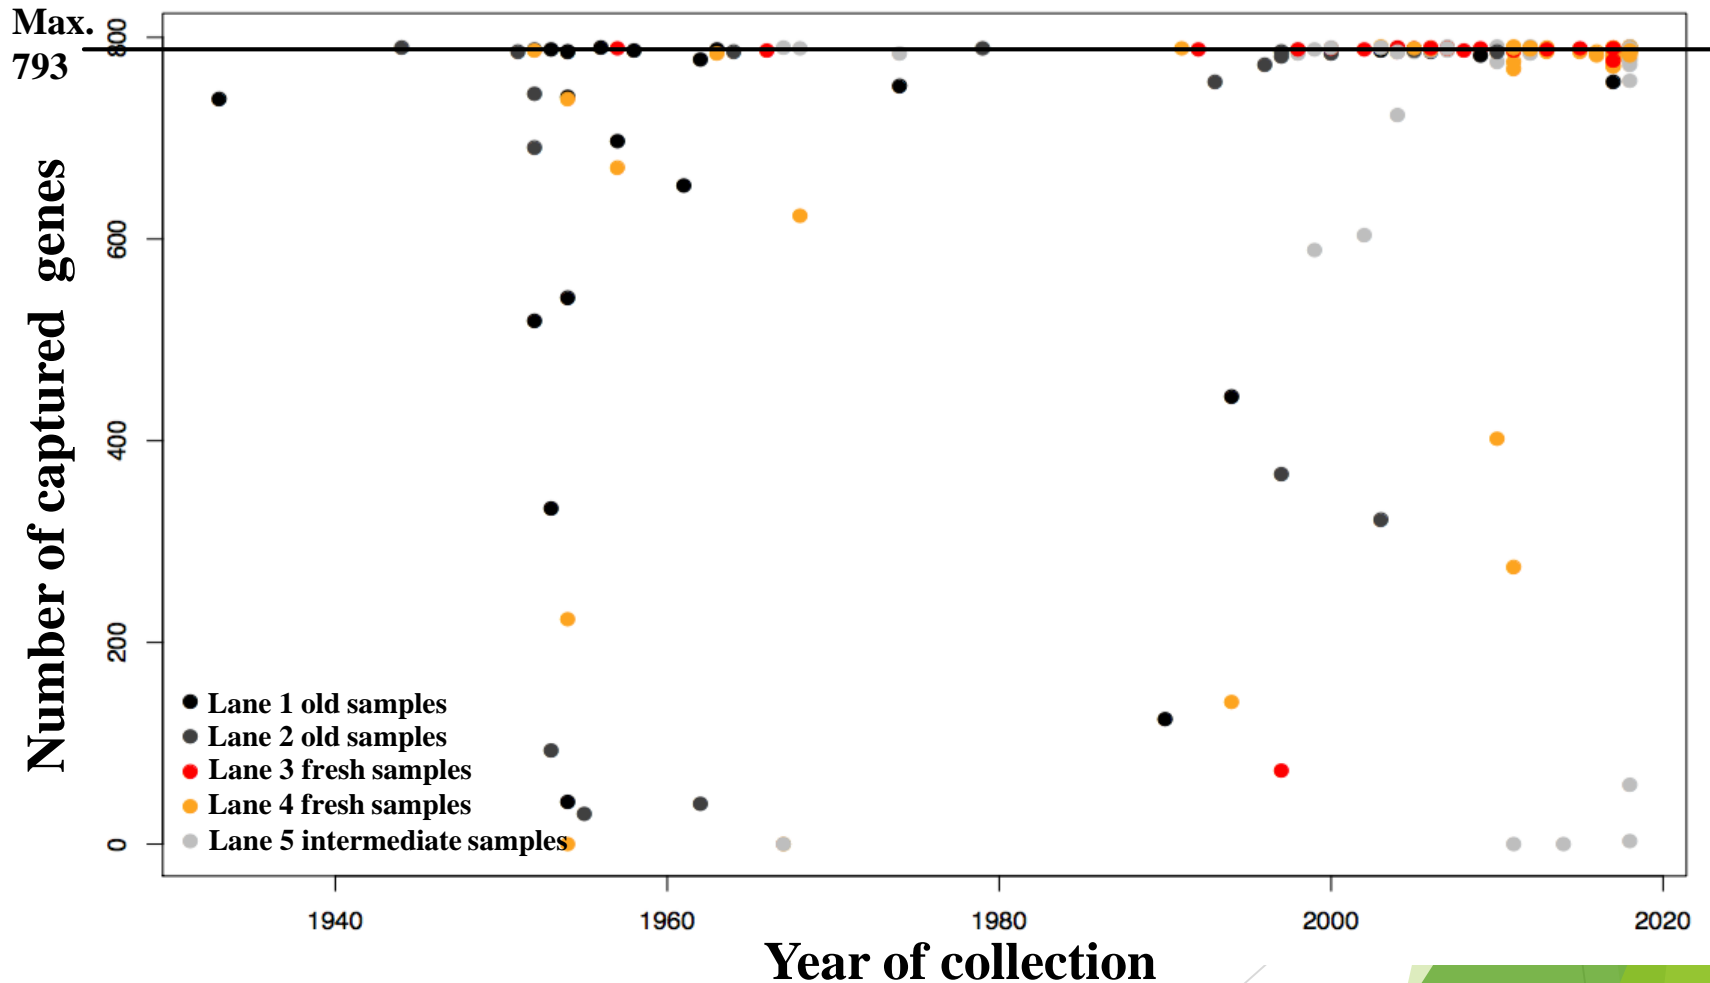 Max.
793
800
600
400
200
0
Number of captured genes
Lane 1 old samples
Lane 2 old samples
Lane 3 fresh samples
Lane 4 fresh samples
Lane 5 intermediate samples
1940
1960
1980
2000
2020
Year of collection